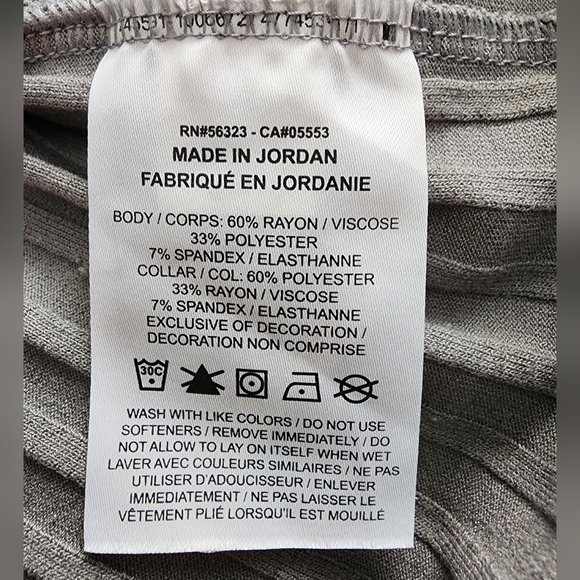 RN#56323 - CA#05553
MADE IN JORDAN
FABRIQUÉ EN JORDANIE
BODY / CORPS: 60% RAYON / VISCOSE
33% POLYESTER
7% SPANDEX / ELASTHANNE
COLLAR / COL: 60% POLYESTER
33% RAYON / VISCOSE
7% SPANDEX / ELASTHANNE
EXCLUSIVE OF DECORATION /
DECORATION NON COMPRISE
30C
WASH WITH LIKE COLORS / DO NOT USE
SOFTENERS / REMOVE IMMEDIATELY / DO
NOT ALLOW TO LAY ON ITSELF WHEN WET
LAVER AVEC COULEURS SIMILAIRES / NE PAS
UTILISER D'ADOUCISSEUR / ENLEVER
IMMÉDIATEMENT / NE PAS LAISSER LE
VÊTEMENT PLIÉ LORSQU'IL EST MOUILLÉ